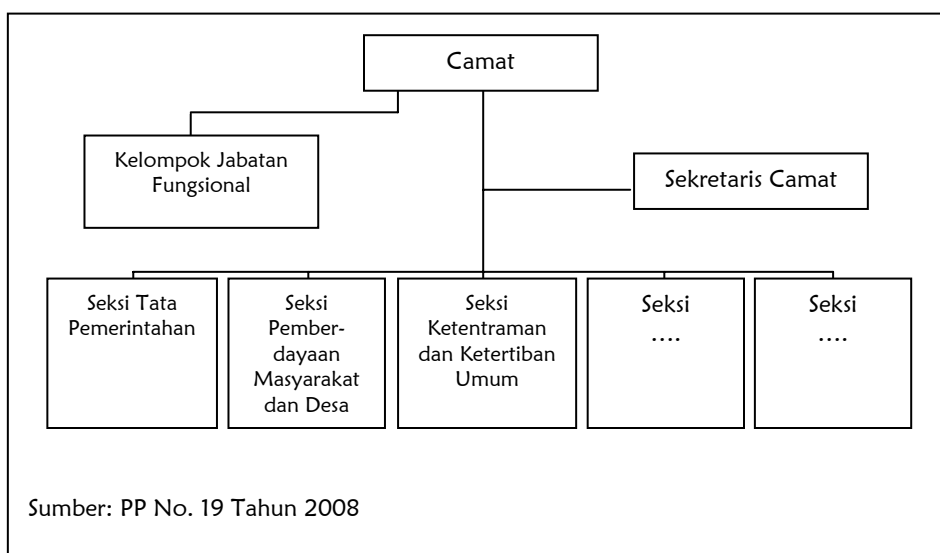 Camat
Kelompok Jabatan
Fungsional
Sekretaris Camat
Seksi Tata
Pemerintahan
Seksi
Pember-
dayaan
Masyarakat
dan Desa
Seksi
Ketentraman
dan Ketertiban
Umum
Seksi
....
Seksi
....
Sumber: PP No. 19 Tahun 2008